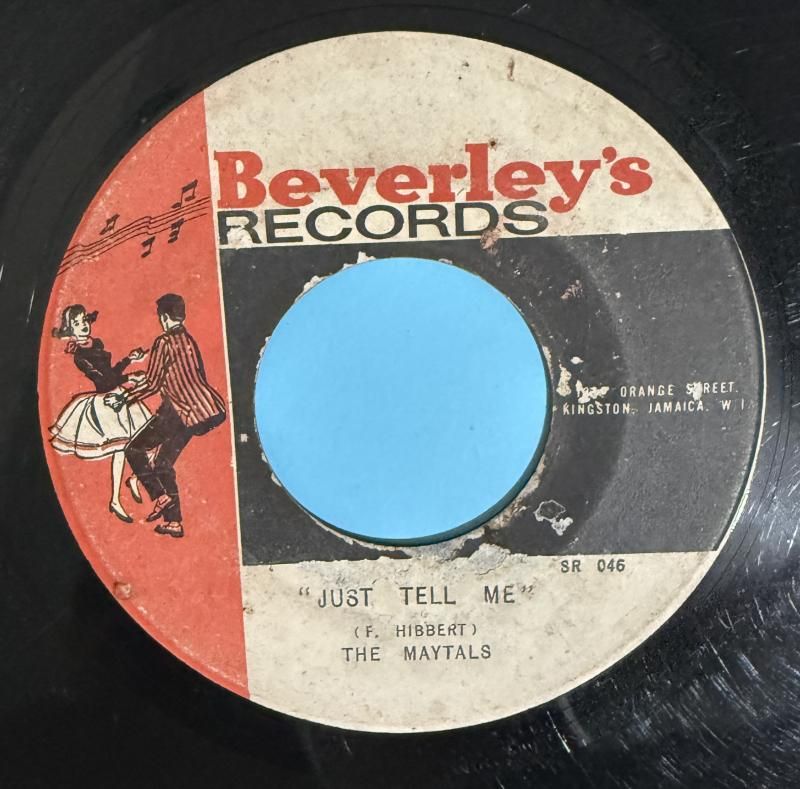 Beverley's
RECORDS
ORANGE STREET.
KINGSTON, JAMAICA. W.I.
SR 046
"JUST TELL ME"
(F. HIBBERT)
THE MAYTALS